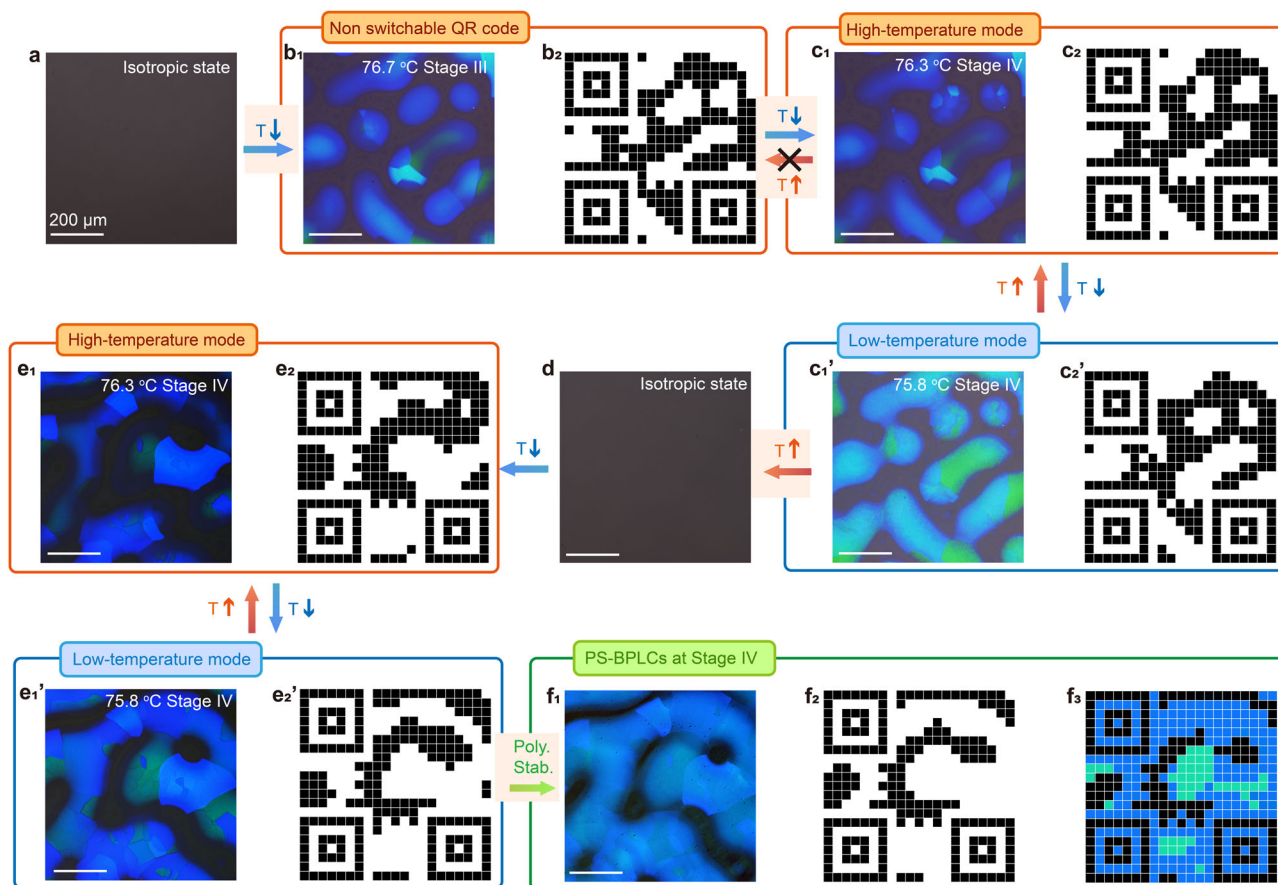 Non switchable QR code
High-temperature mode
a
Isotropic state
200 µm
T↓
b₁
76.7 °C Stage III
b₂
T↓
T↑
c₁
76.3 °C Stage IV
c₂
T↑
T↓
High-temperature mode
Low-temperature mode
e₁
76.3 °C Stage IV
e₂
T↓
d
Isotropic state
T↑
c₁’
75.8 °C Stage IV
c₂’
T↑
T↓
Low-temperature mode
PS-BPLCs at Stage IV
e₁’
75.8 °C Stage IV
e₂’
Poly.
Stab.
f₁
f₂
f₃